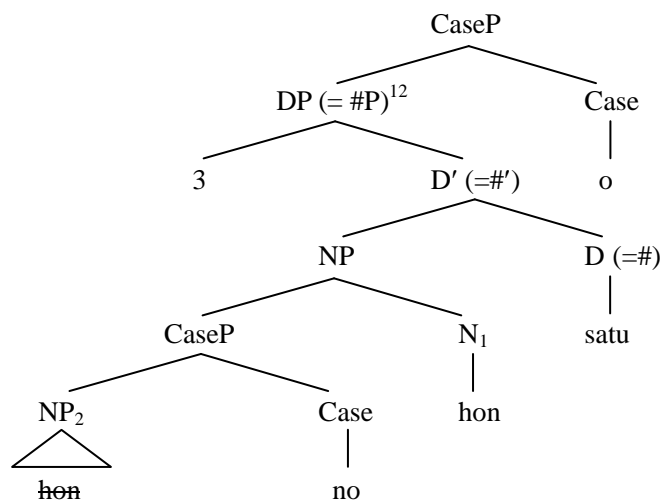 CaseP
DP (= #P)¹² Case
3 D′ (=#′) o
NP D (=#)
CaseP N₁ satu
NP₂ Case hon
hon no